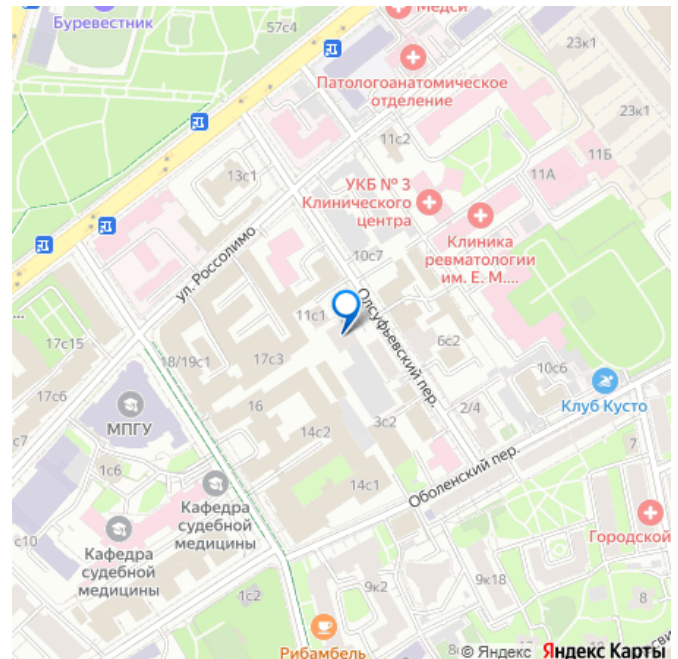 Буревестник
57с4
Медси
23к1
Патологоанатомическое
отделение
23к1
11с2
13с1
11Б
11А
УКБ № 3
Клинического
центра
Клиника
ревматологии
им. Е. М....
ул. Россолимо
10с7
Олсуфьевский пер.
11с1
6с2
17с15
18/19с1
17с3
10с6
Клуб Кусто
17с6
16
МПГУ
3с2
2/4
с7
14с2
Оболенский пер.
7
1с6
14с1
Кафедра
судебной
медицины
Городской
с10
Кафедра
судебной
медицины
9к2
9к18
1с2
8
Рибамбель
© Яндекс Яндекс Карты